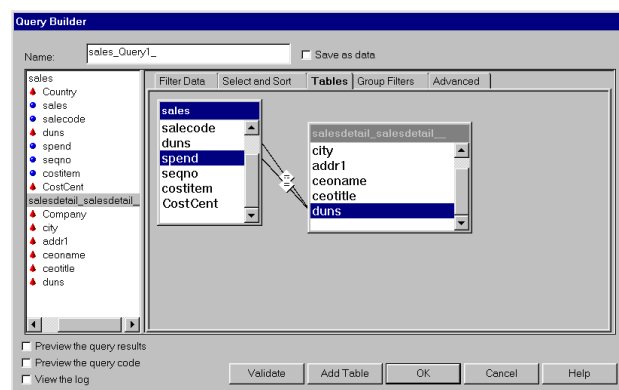 Query Builder
Name: sales_Query1_
Save as data
Filter Data Select and Sort Tables Group Filters Advanced
sales
Country
sales
salecode
duns
spend
seqno
costitem
CostCent
salesdetail_salesdetail_
Company
city
addr1
ceoname
ceotitle
duns
sales
salecode
duns
spend
seqno
costitem
CostCent
salesdetail_salesdetail__
city
addr1
ceoname
ceotitle
duns
=
=
Preview the query results
Preview the query code
View the log
Validate Add Table OK Cancel Help